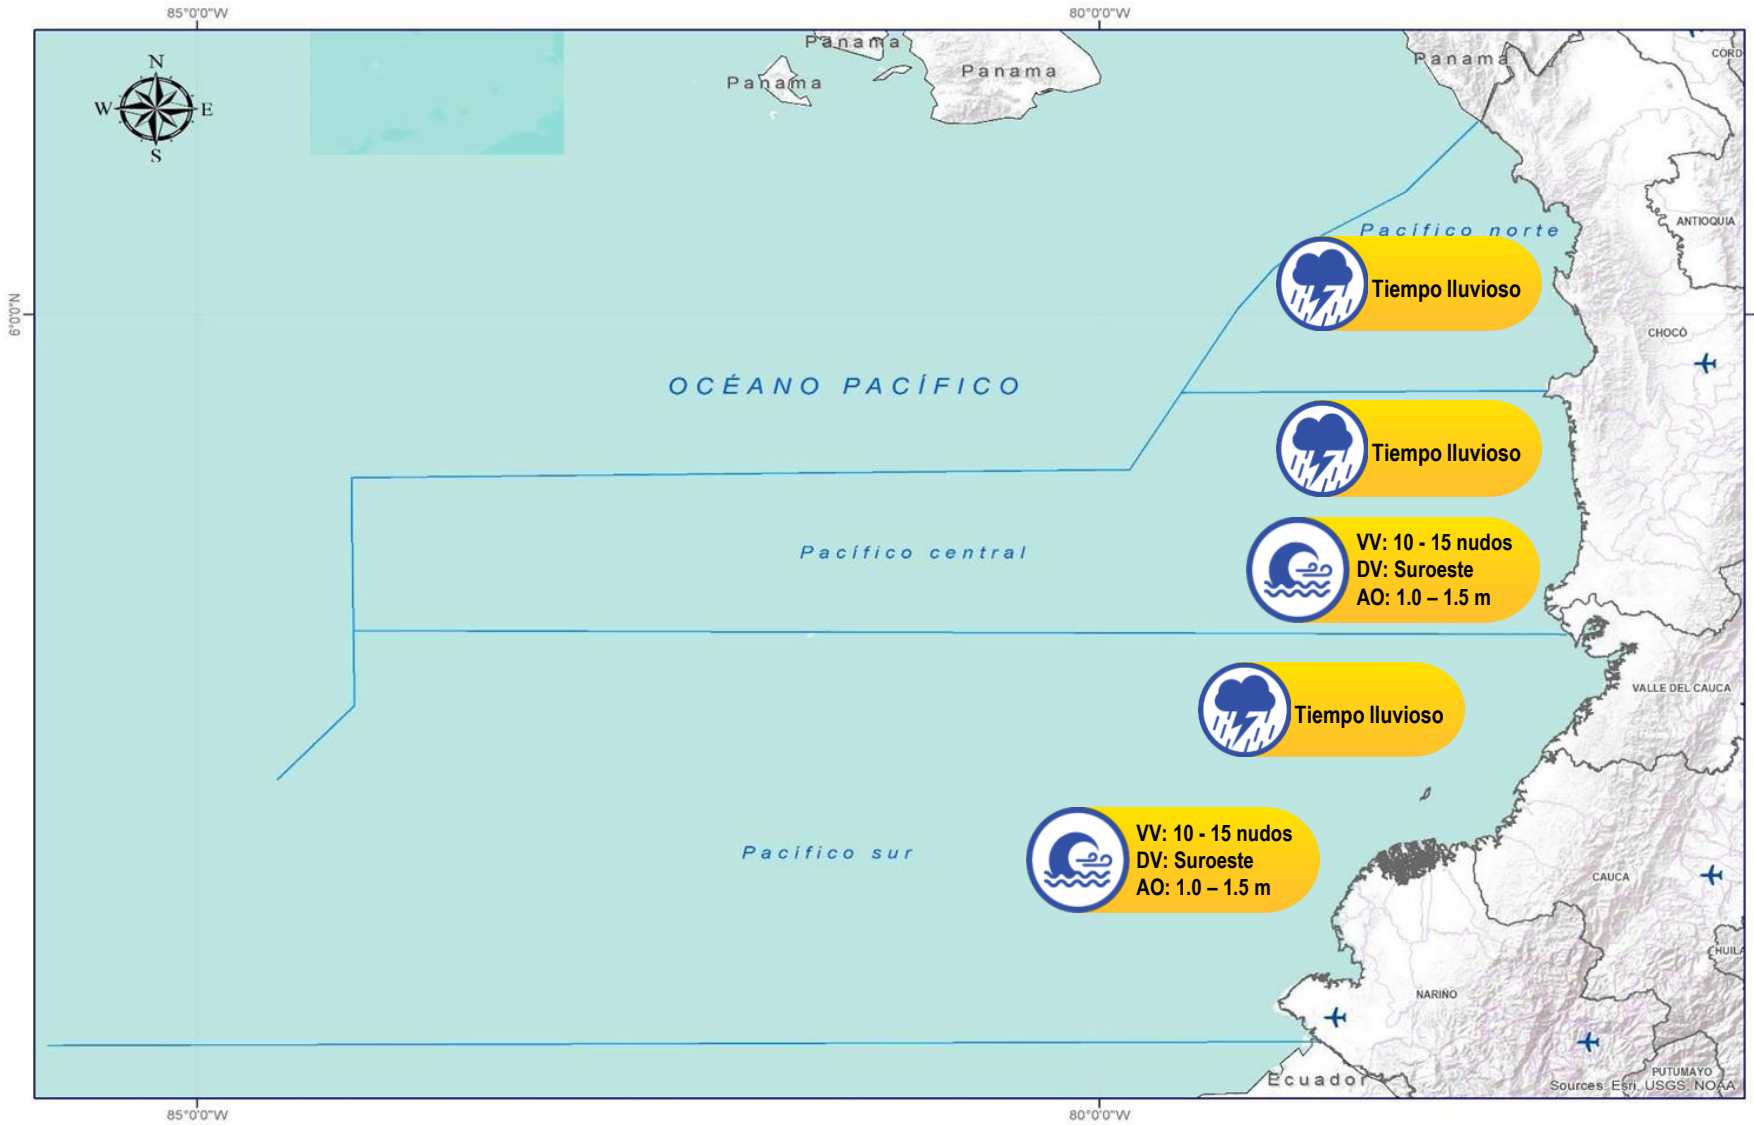 85°0'0"W
80°0'0"W
N
W
E
S
Panama
Panama
Panama
Panama
CÓRD
ANTIOQUIA
Pacífico norte
Tiempo lluvioso
6°0'0"N
CHOCÓ
OCÉANO PACÍFICO
Tiempo lluvioso
Pacífico central
VV: 10 - 15 nudos
DV: Suroeste
AO: 1.0 – 1.5 m
VALLE DEL CAUCA
Tiempo lluvioso
Pacífico sur
VV: 10 - 15 nudos
DV: Suroeste
AO: 1.0 – 1.5 m
CAUCA
HUILA
NARIÑO
PUTUMAYO
Ecuador
Sources: Esri, USGS, NOAA
85°0'0"W
80°0'0"W